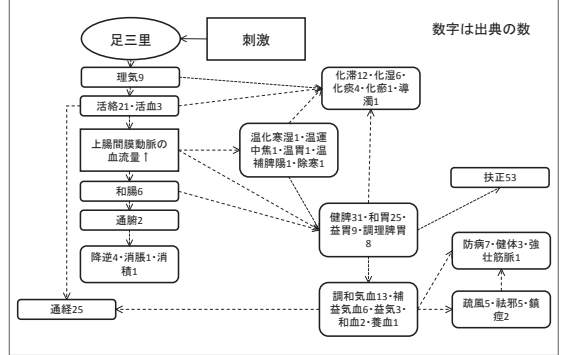 数字は出典の数
足三里
刺激
理気9
化滞12・化湿6・
化痰4・化瘀1・導
濁1
活絡21・活血3
上腸間膜動脈の
血流量↑
温化寒湿1・温運
中焦1・温胃1・温
補脾陽1・除寒1
扶正53
和腸6
通腑2
健脾31・和胃25・
益胃9・調理脾胃
8
降逆4・消脹1・消
積1
防病7・健体3・強
壮筋脈1
通経25
調和気血13・補
益気血6・益気3・
和血2・養血1
疏風5・祛邪5・鎮
痙2